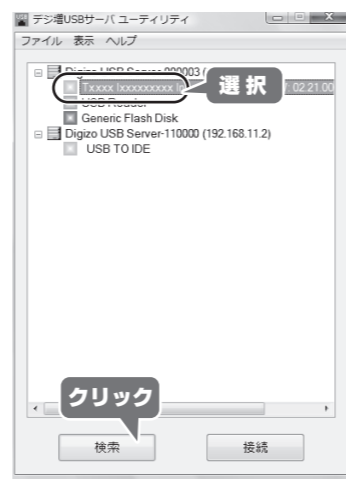 デジ増USBサーバ ユーティリティ
ファイル 表示 ヘルプ
Digizo USB Server-000003 (
Txxxx Ixxxxxxxxx
選択
02.21.00
USB Reader
Generic Flash Disk
Digizo USB Server-110000 (192.168.11.2)
USB TO IDE
クリック
検索
接続